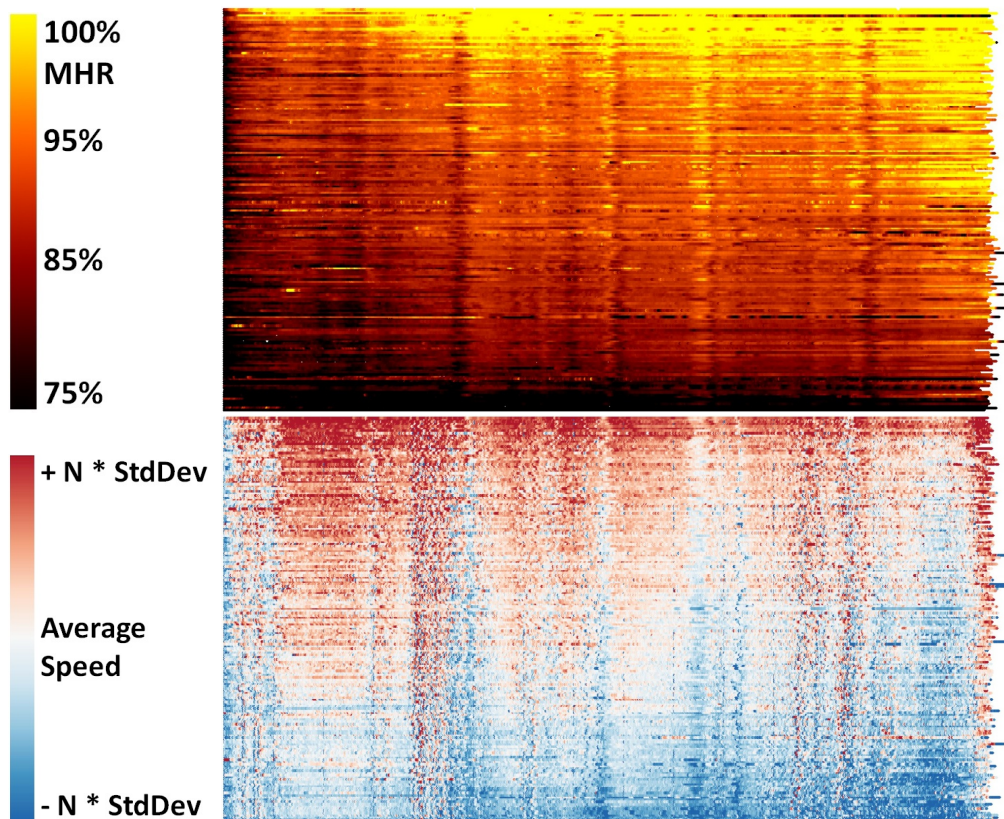 100%
MHR
95%
85%
75%
+ N * StdDev
Average
Speed
- N * StdDev